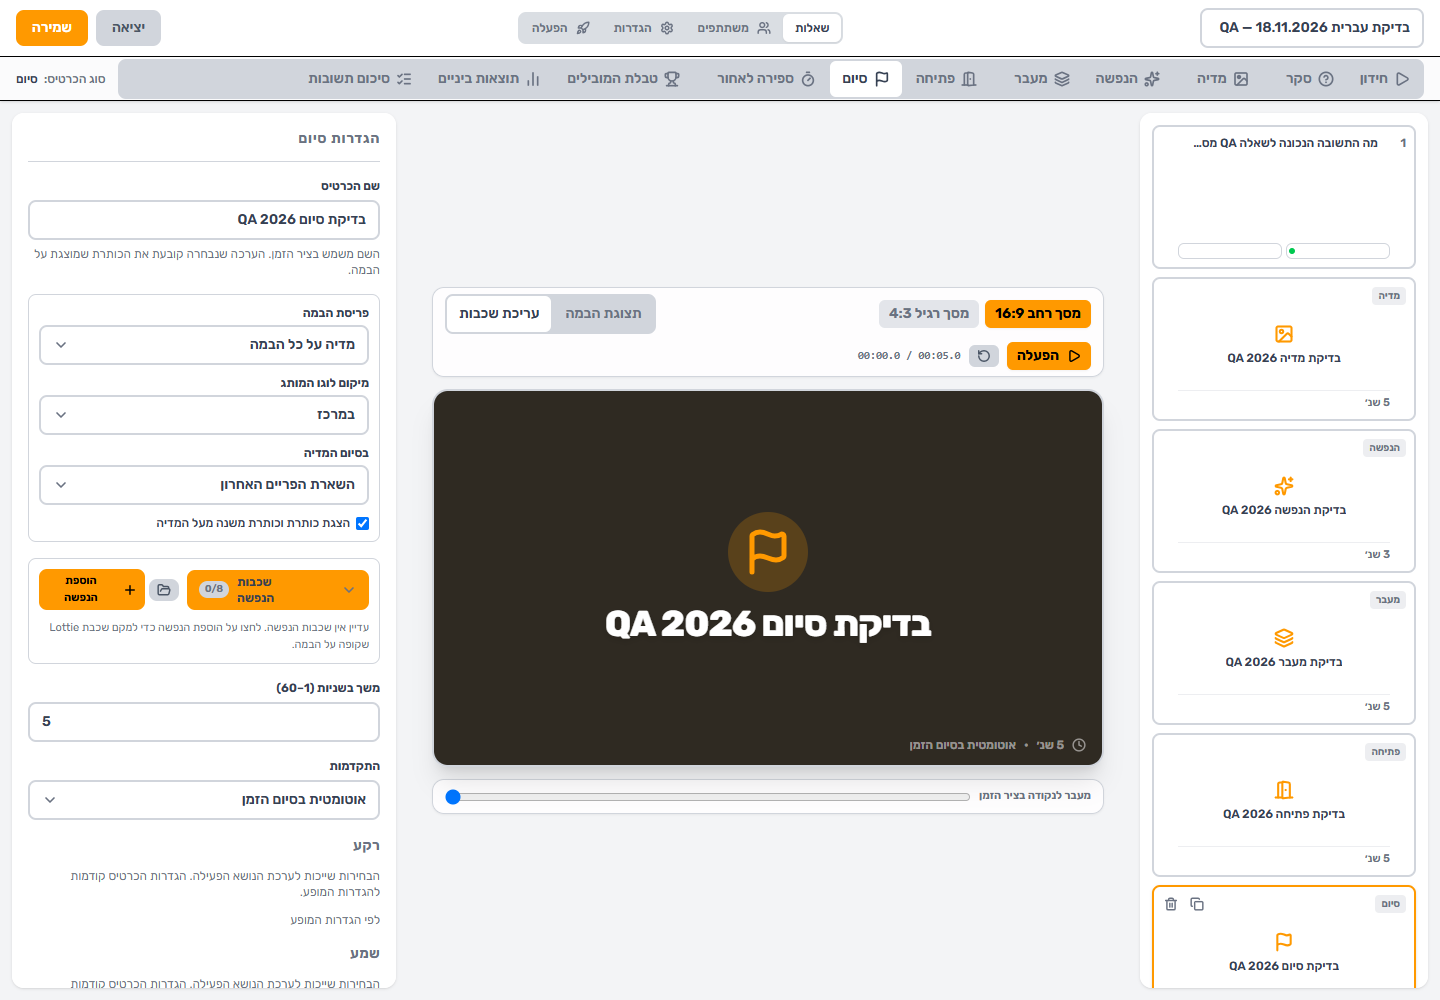 בדיקת עברית 18.11.2026 — QA
שאלות
משתתפים
הגדרות
הפעלה
יציאה
שמירה
חידון
סקר
מדיה
הנפשה
מעבר
פתיחה
סיום
ספירה לאחור
טבלת המובילים
תוצאות ביניים
סיכום תשובות
סוג הכרטיס: סיום
1
מה התשובה הנכונה לשאלה QA מס...
מדיה
בדיקת מדיה QA 2026
5 שנ׳
הנפשה
בדיקת הנפשה QA 2026
3 שנ׳
מעבר
בדיקת מעבר QA 2026
5 שנ׳
פתיחה
בדיקת פתיחה QA 2026
5 שנ׳
סיום
בדיקת סיום QA 2026
מסך רחב 16:9
מסך רגיל 4:3
תצוגת הבמה
עריכת שכבות
הפעלה
00:00.0 / 00:05.0
בדיקת סיום QA 2026
5 שנ׳ • אוטומטית בסיום הזמן
מעבר לנקודה בציר הזמן
הגדרות סיום
שם הכרטיס
בדיקת סיום QA 2026
השם משמש בציר הזמן. הערכה שנבחרה קובעת את הכותרת שמוצגת על
הבמה.
פריסת הבמה
מדיה על כל הבמה
מיקום לוגו המותג
במרכז
בסיום המדיה
השארת הפריים האחרון
הצגת כותרת וכותרת משנה מעל המדיה
שכבות
הנפשה
0/8
הוספת
הנפשה
עדיין אין שכבות הנפשה. לחצו על הוספת הנפשה כדי למקם שכבת Lottie
שקופה על הבמה.
משך בשניות (1–60)
5
התקדמות
אוטומטית בסיום הזמן
רקע
הבחירות שייכות לערכת הנושא הפעילה. הגדרות הכרטיס קודמות
להגדרות המופע.
לפי הגדרות המופע
שמע
הבחירות שייכות לערכת הנושא הפעילה. הגדרות הכרטיס קודמות